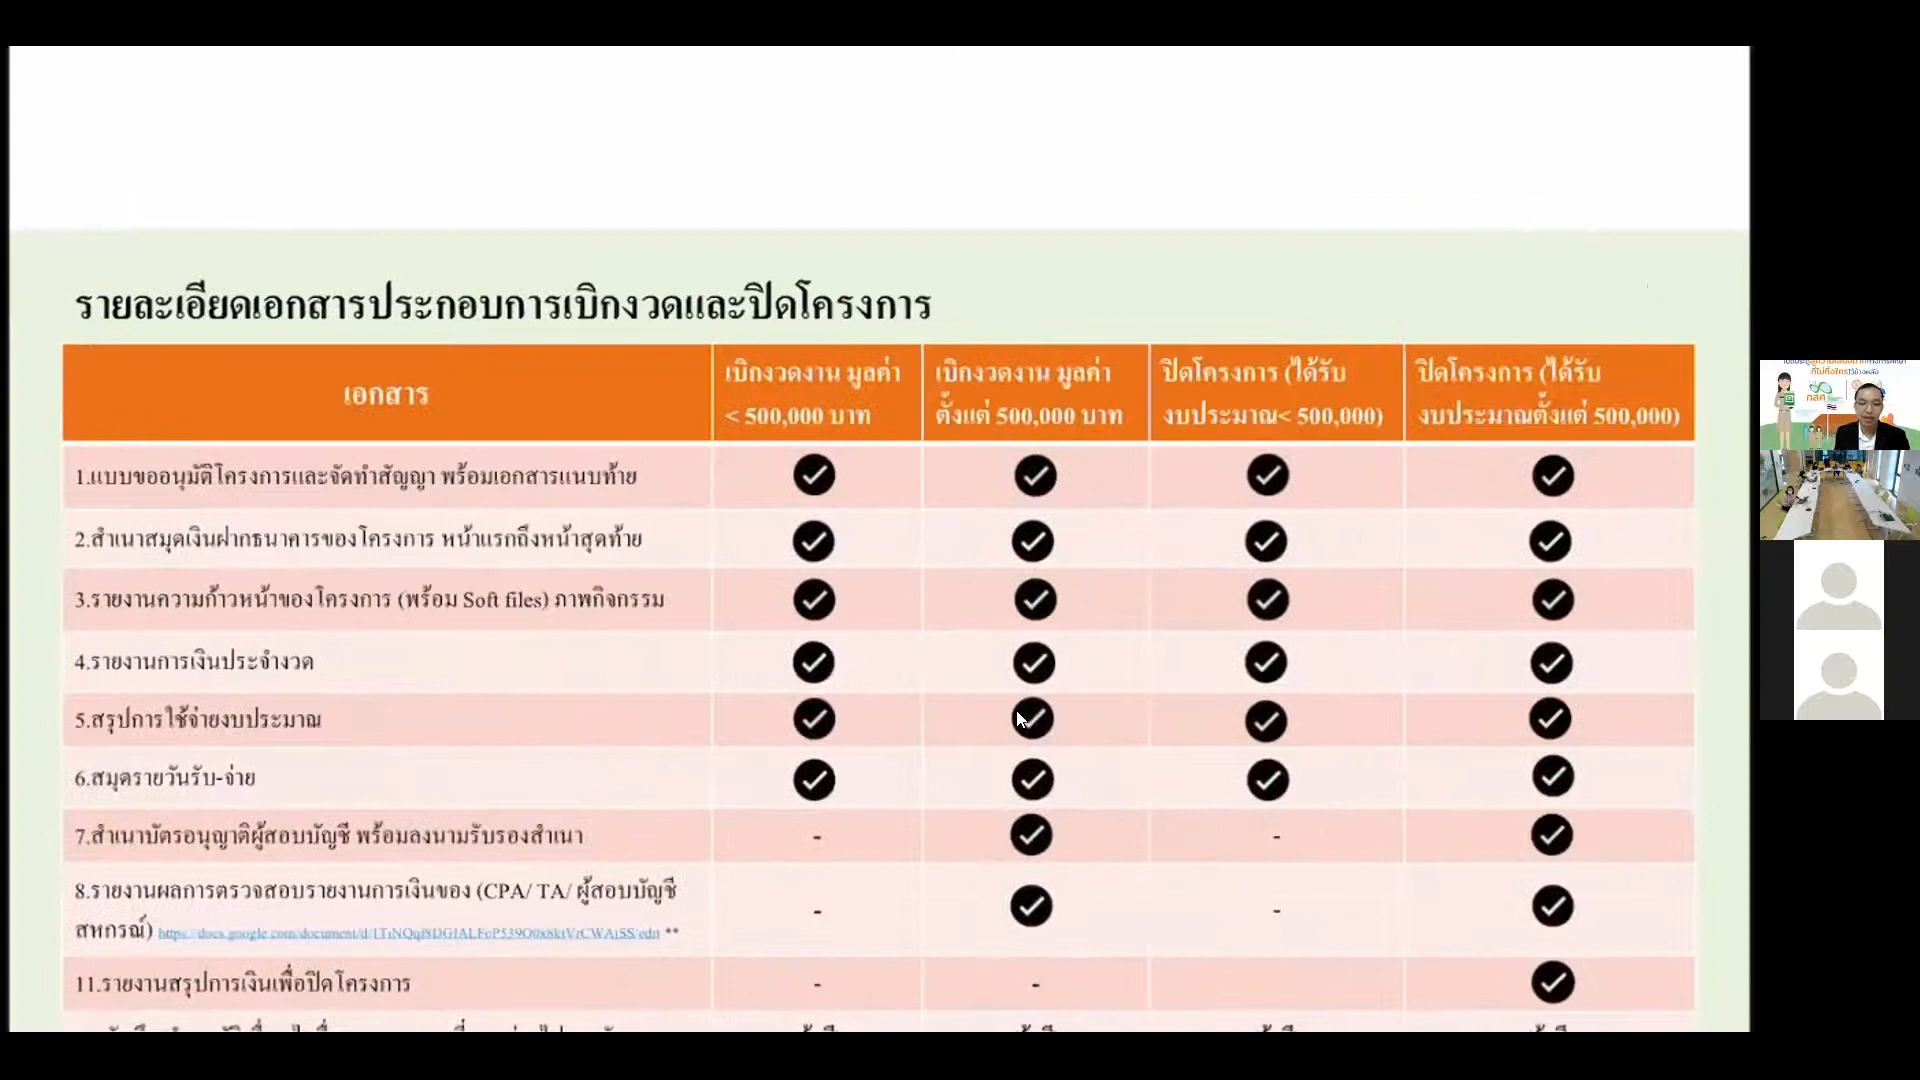 รายละเอียดเอกสารประกอบการเบิกงวดและปิดโครงการ
เอกสาร
เบิกงวดงาน มูลค่า
< 500,000 บาท
เบิกงวดงาน มูลค่า
ตั้งแต่ 500,000 บาท
ปิดโครงการ (ได้รับ
งบประมาณ< 500,000)
ปิดโครงการ (ได้รับ
งบประมาณตั้งแต่ 500,000)
1.แบบขออนุมัติโครงการและจัดทำสัญญา พร้อมเอกสารแนบท้าย
2.สำเนาสมุดเงินฝากธนาคารของโครงการ หน้าแรกถึงหน้าสุดท้าย
3.รายงานความก้าวหน้าของโครงการ (พร้อม Soft files) ภาพกิจกรรม
4.รายงานการเงินประจำงวด
5.สรุปการใช้จ่ายงบประมาณ
6.สมุดรายวันรับ-จ่าย
7.สำเนาบัตรอนุญาติผู้สอบบัญชี พร้อมลงนามรับรองสำเนา - -
8.รายงานผลการตรวจสอบรายงานการเงินของ (CPA/ TA/ ผู้สอบบัญชี
สหกรณ์) ** - -
11.รายงานสรุปการเงินเพื่อปิดโครงการ - -
ที่ไม่ทิ้งใครไว้ข้างหลัง
กสศ